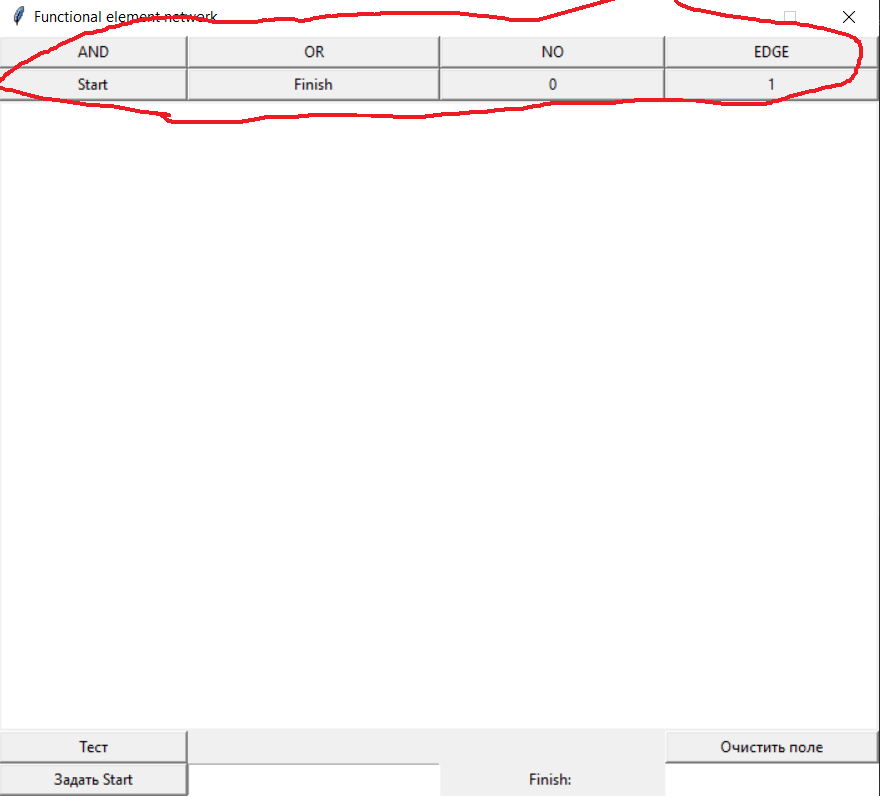 Functional element network
AND OR NO EDGE
Start Finish 0 1
Тест Очистить поле
Задать Start Finish: